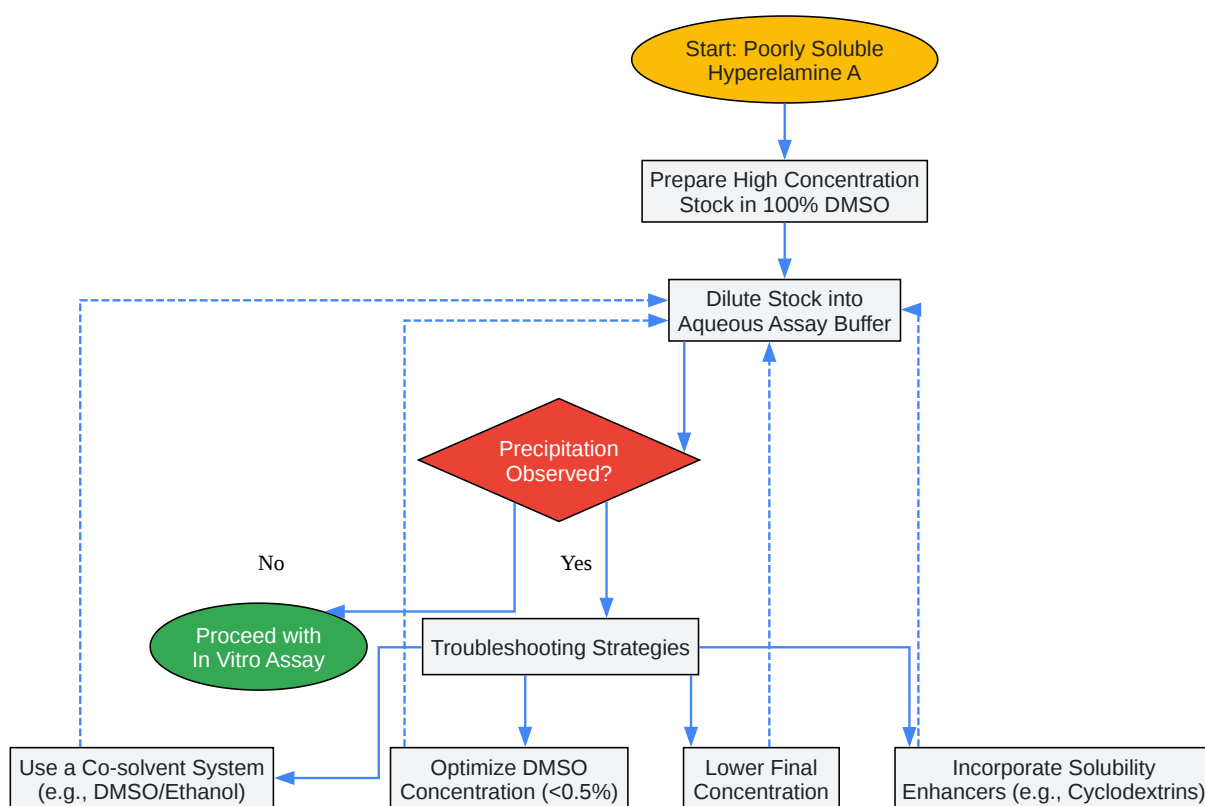 Start: Poorly Soluble
Hyperelamine A
Prepare High Concentration
Stock in 100% DMSO
Dilute Stock into
Aqueous Assay Buffer
Precipitation
Observed?
No
Yes
Proceed with
In Vitro Assay
Troubleshooting Strategies
Use a Co-solvent System
(e.g., DMSO/Ethanol)
Optimize DMSO
Concentration (<0.5%)
Lower Final
Concentration
Incorporate Solubility
Enhancers (e.g., Cyclodextrins)